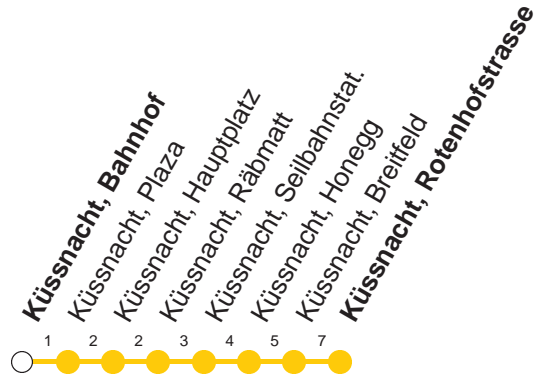 Küssnacht, Bahnhof
Küssnacht, Plaza
Küssnacht, Hauptplatz
Küssnacht, Räbmatt
Küssnacht, Seilbahnstat.
Küssnacht, Honegg
Küssnacht, Breitfeld
Küssnacht, Rotenhofstrasse
1 2 2 3 4 5 7